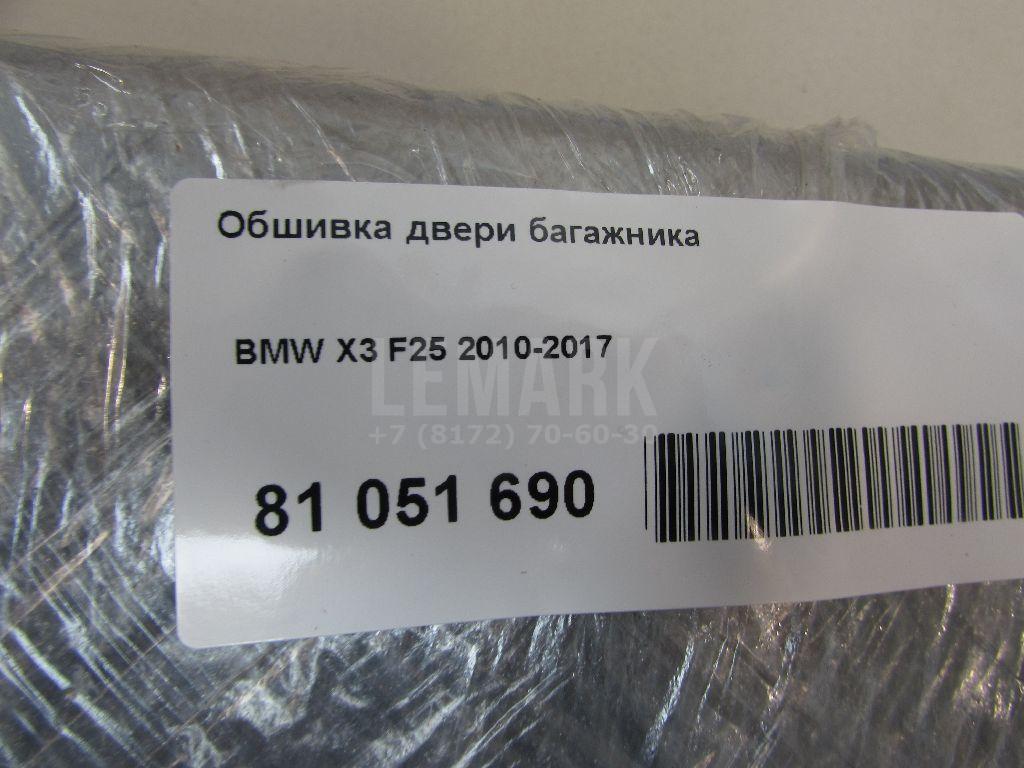 Обшивка двери багажника
BMW X3 F25 2010-2017
LEMARK
+7 (8172) 70-60-30
81 051 690